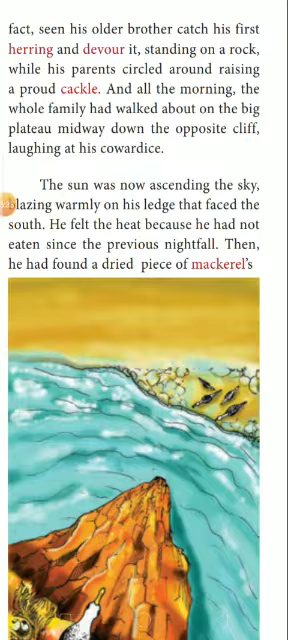 fact, seen his older brother catch his first
herring and devour it, standing on a rock,
while his parents circled around raising
a proud cackle. And all the morning, the
whole family had walked about on the big
plateau midway down the opposite cliff,
laughing at his cowardice.
The sun was now ascending the sky,
lazing warmly on his ledge that faced the
south. He felt the heat because he had not
eaten since the previous nightfall. Then,
he had found a dried piece of mackerel's